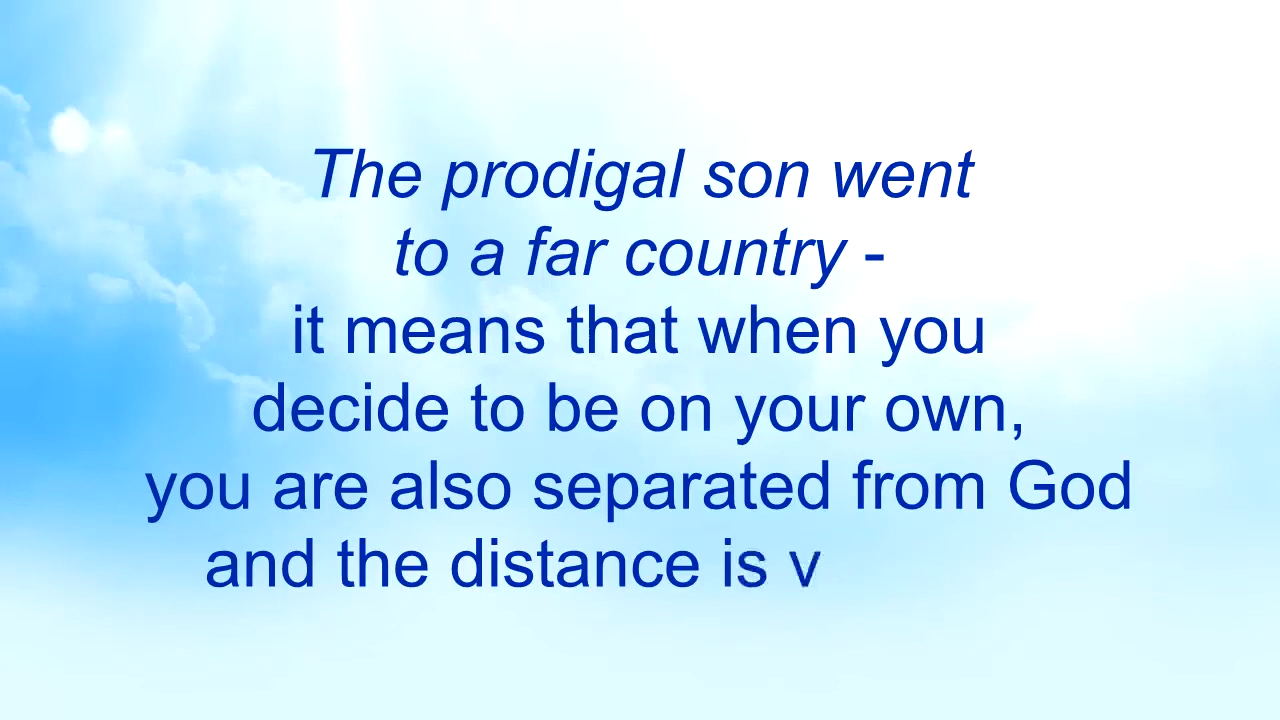 The prodigal son went
to a far country -
it means that when you
decide to be on your own,
you are also separated from God
and the distance is v